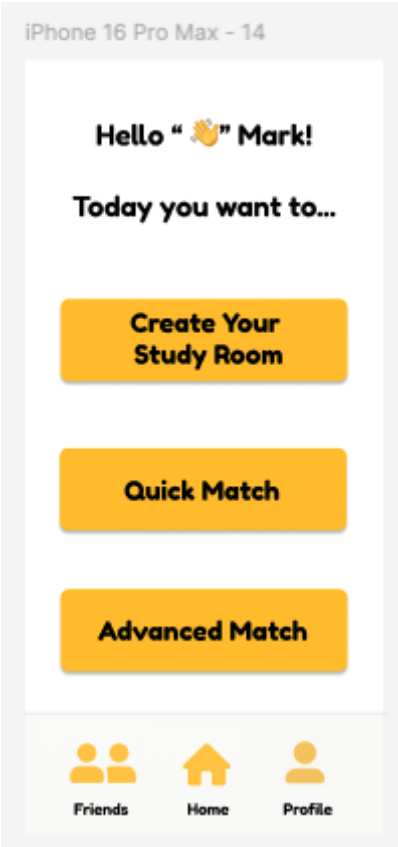 iPhone 16 Pro Max - 14
Hello “ 👋” Mark!
Today you want to...
Create Your
Study Room
Quick Match
Advanced Match
Friends Home Profile